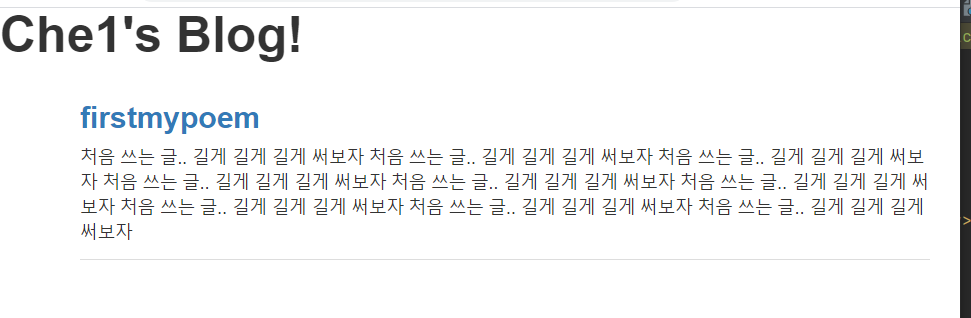 Che1's Blog!
firstmypoem
처음 쓰는 글.. 길게 길게 길게 써보자 처음 쓰는 글.. 길게 길게 길게 써보자 처음 쓰는 글.. 길게 길게 길게 써보
자 처음 쓰는 글.. 길게 길게 길게 써보자 처음 쓰는 글.. 길게 길게 길게 써보자 처음 쓰는 글.. 길게 길게 길게 써
보자 처음 쓰는 글.. 길게 길게 길게 써보자 처음 쓰는 글.. 길게 길게 길게 써보자 처음 쓰는 글.. 길게 길게 길게
써보자